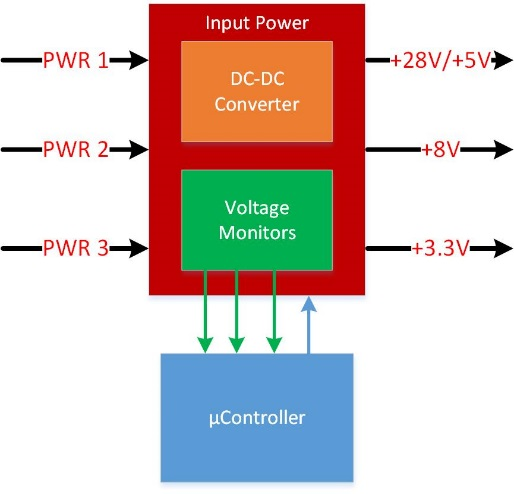 Input Power
PWR 1
DC-DC
Converter
+28V/+5V
PWR 2
+8V
Voltage
Monitors
PWR 3
+3.3V
µController